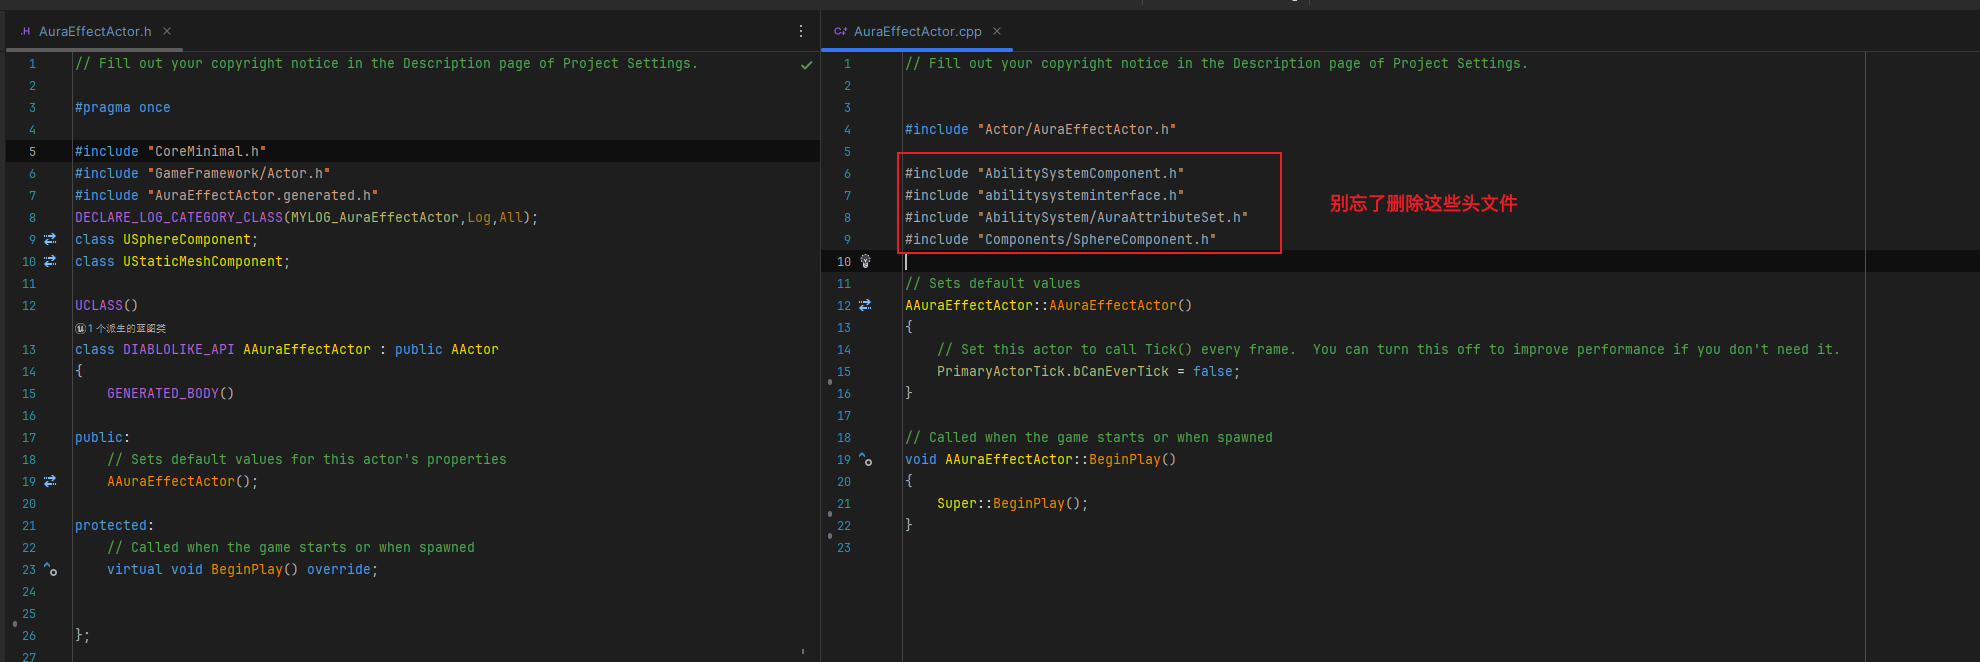 AuraEffectActor.h
1 // Fill out your copyright notice in the Description page of Project Settings.
2
3 #pragma once
4
5 #include "CoreMinimal.h"
6 #include "GameFramework/Actor.h"
7 #include "AuraEffectActor.generated.h"
8 DECLARE_LOG_CATEGORY_CLASS(MYLOG_AuraEffectActor,Log,All);
9 class USphereComponent;
10 class UStaticMeshComponent;
11
12 UCLASS()
1 个派生的蓝图类
13 class DIABLOLIKE_API AAuraEffectActor : public AActor
14 {
15 GENERATED_BODY()
16
17 public:
18 // Sets default values for this actor's properties
19 AAuraEffectActor();
20
21 protected:
22 // Called when the game starts or when spawned
23 virtual void BeginPlay() override;
24
25
26 };
27
C++ AuraEffectActor.cpp
1 // Fill out your copyright notice in the Description page of Project Settings.
2
3
4 #include "Actor/AuraEffectActor.h"
5
6 #include "AbilitySystemComponent.h"
7 #include "abilitysysteminterface.h"
8 #include "AbilitySystem/AuraAttributeSet.h"
9 #include "Components/SphereComponent.h"
别忘了删除这些头文件
10
11 // Sets default values
12 AAuraEffectActor::AAuraEffectActor()
13 {
14 // Set this actor to call Tick() every frame.  You can turn this off to improve performance if you don't need it.
15 PrimaryActorTick.bCanEverTick = false;
16 }
17
18 // Called when the game starts or when spawned
19 void AAuraEffectActor::BeginPlay()
20 {
21 Super::BeginPlay();
22 }
23